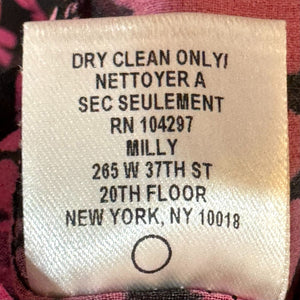 DRY CLEAN ONLY!
NETTOYER A
SEC SEULEMENT
RN 104297
MILLY
265 W 37TH ST
20TH FLOOR
NEW YORK, NY 10018